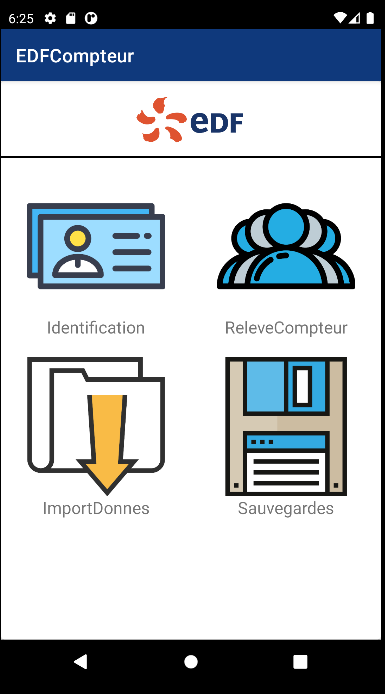 6:25
EDFCompteur
eDF
Identification
ReleveCompteur
ImportDonnes
Sauvegardes